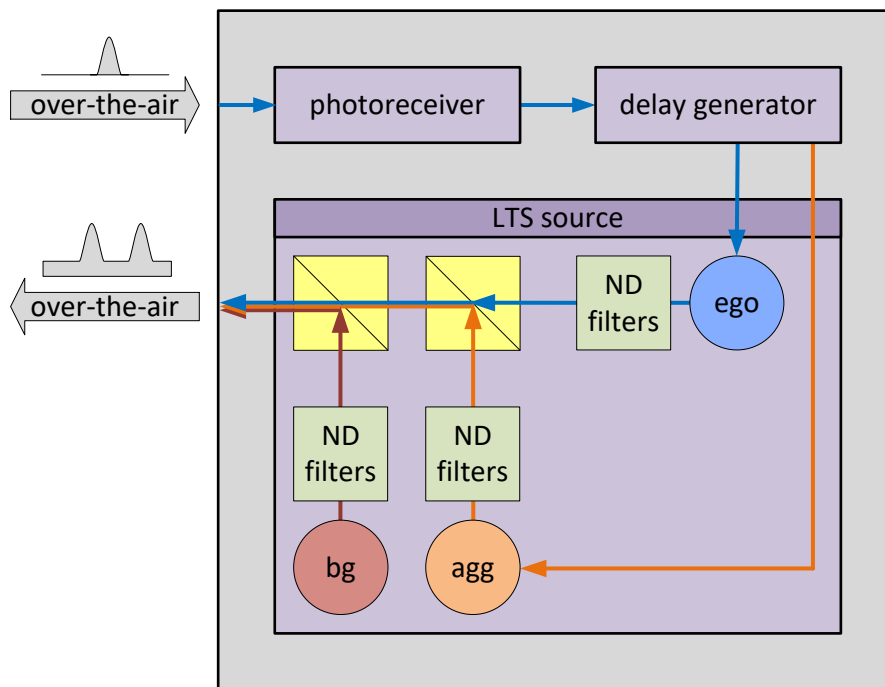 over-the-air
photoreceiver
delay generator
LTS source
over-the-air
ND
filters
ego
ND
filters
ND
filters
bg
agg